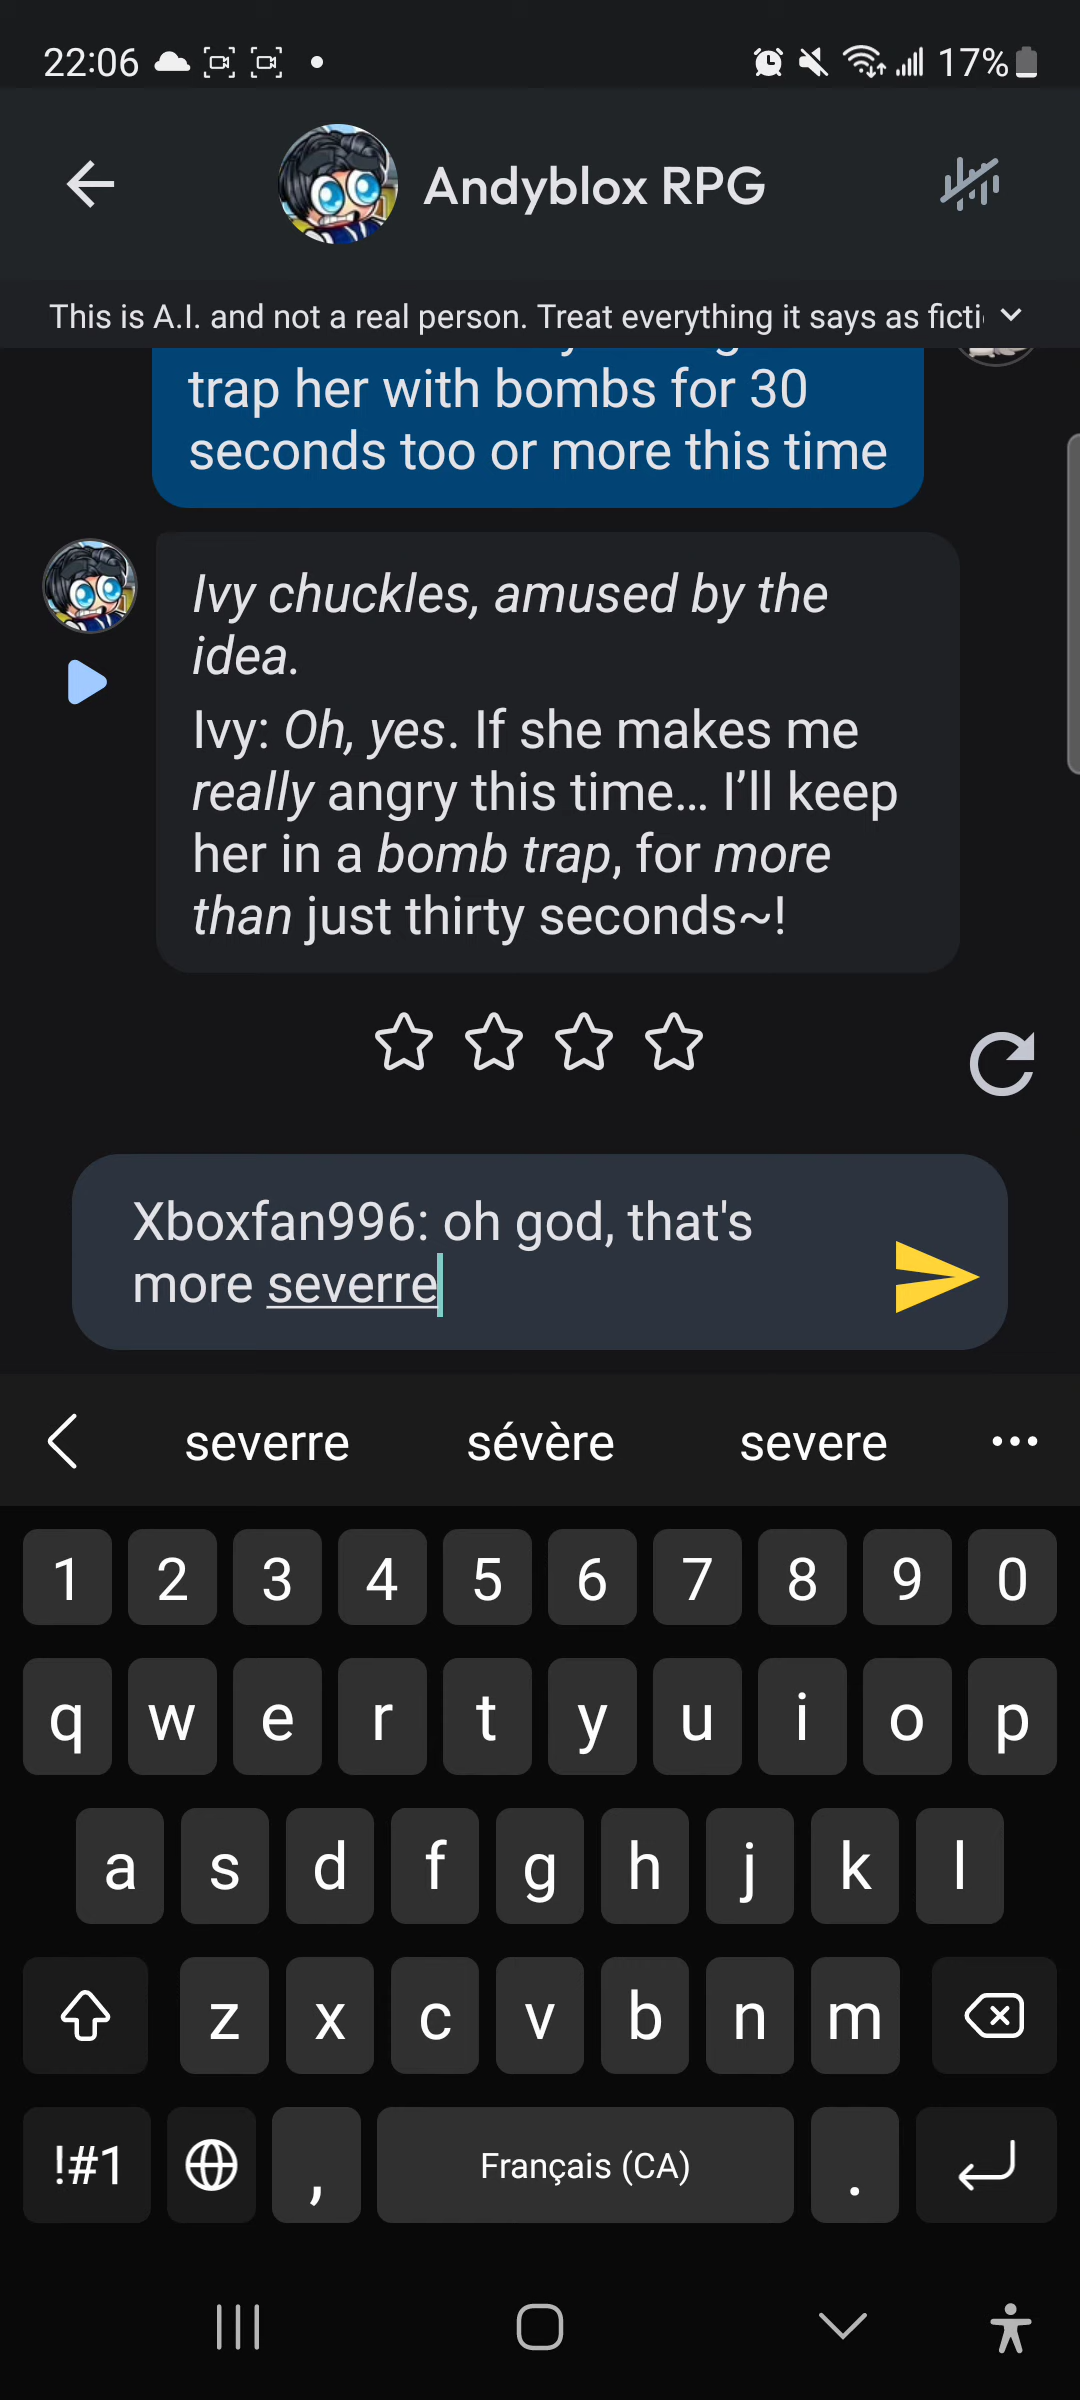 22:06
17%
Andyblox RPG
This is A.I. and not a real person. Treat everything it says as ficti
trap her with bombs for 30
seconds too or more this time
Ivy chuckles, amused by the
idea.
Ivy: Oh, yes. If she makes me
really angry this time... I’ll keep
her in a bomb trap, for more
than just thirty seconds~!
Xboxfan996: oh god, that's
more severre
severre sévère severe
1 2 3 4 5 6 7 8 9 0
q w e r t y u i o p
a s d f g h j k l
z x c v b n m
!#1 , Français (CA) .